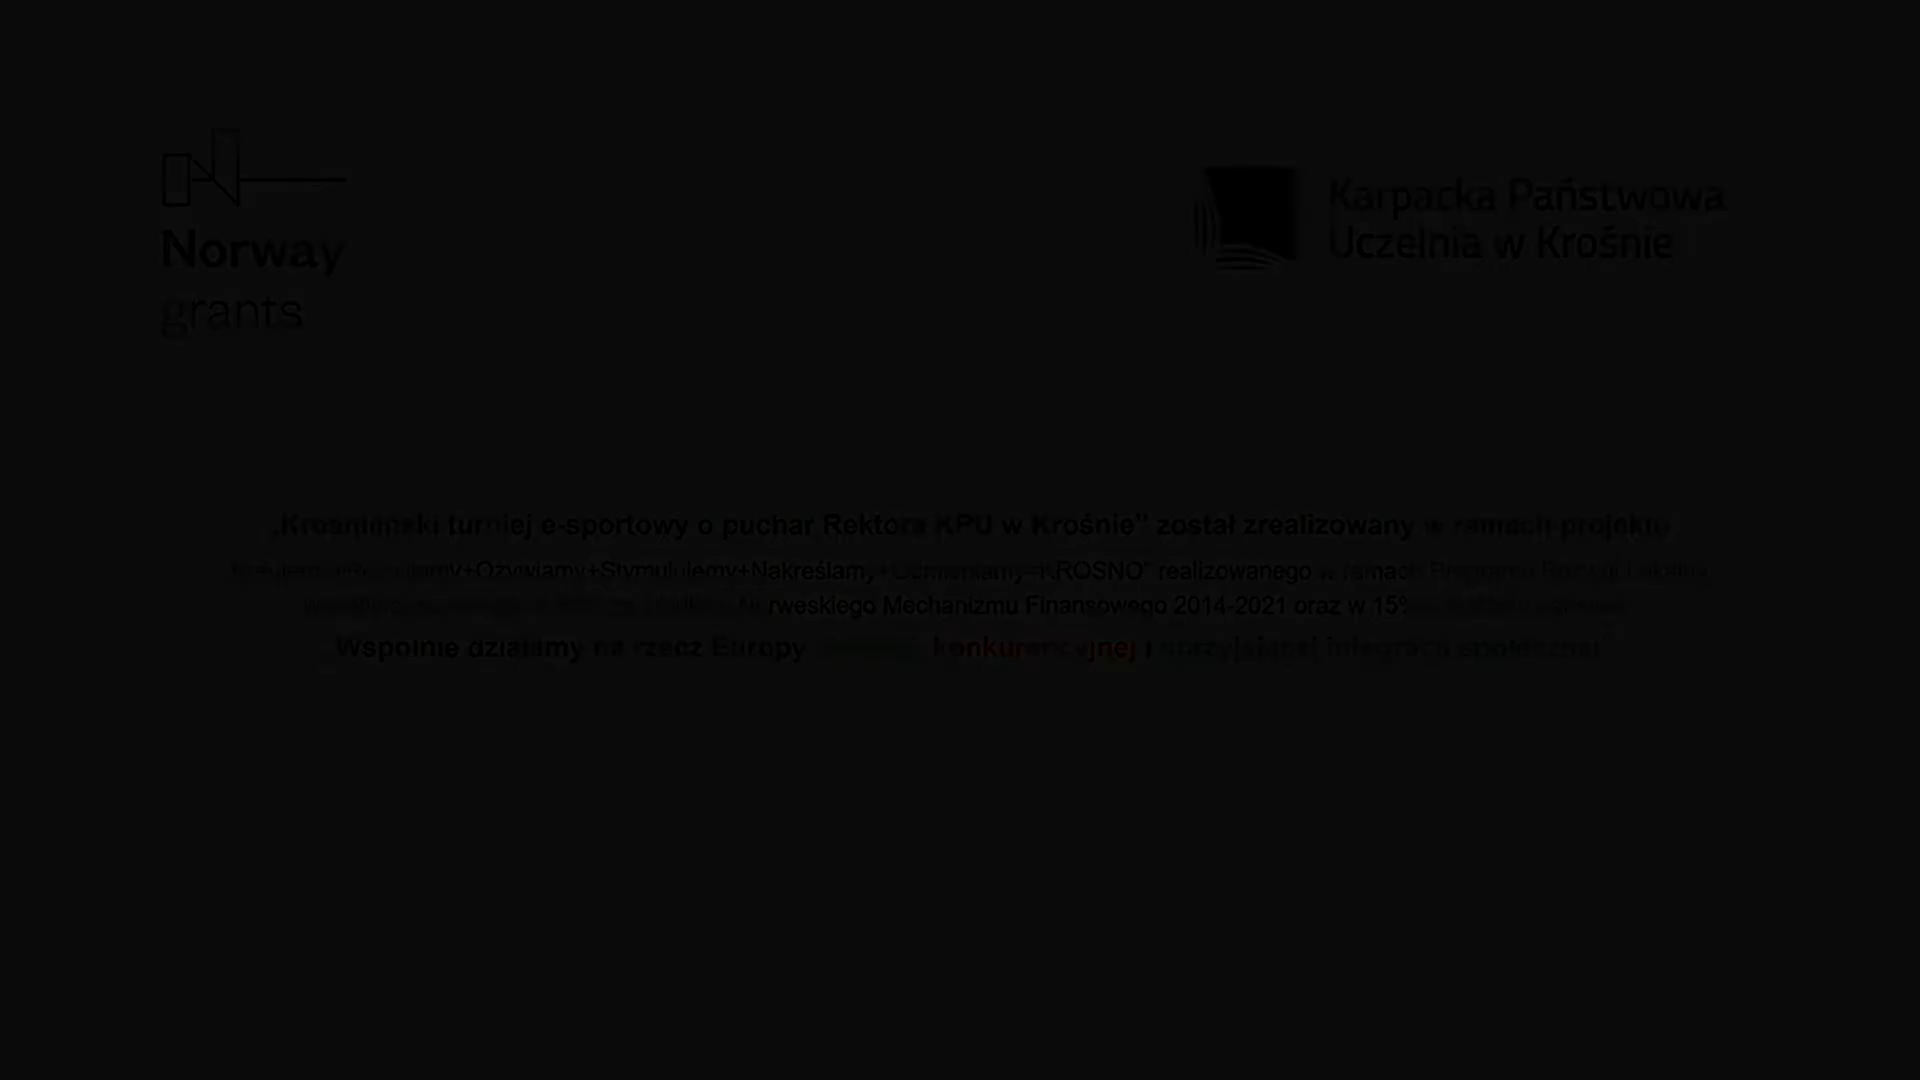 Norway
grants
Karpacka Państwowa
Uczelnia w Krośnie
„Krośnieński turniej e-sportowy o puchar Rektora KPU w Krośnie" został zrealizowany w ramach projektu
+Ożywiamy+Stymulujemy+Nakreślamy+Odmieniamy=KROSNO" realizowanego w ramach Programu Rozwój Lokalny
Norweskiego Mechanizmu Finansowego 2014-2021 oraz w 15%
„Wspólnie działamy na rzecz Europy konkurencyjnej i sprzyjającej integracji społecznej"